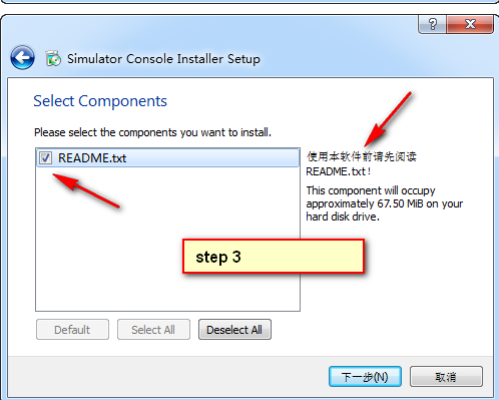 Simulator Console Installer Setup
Select Components
Please select the components you want to install.
README.txt
使用本软件前请先阅读
README.txt!
This component will occupy
approximately 67.50 MiB on your
hard disk drive.
step 3
Default Select All Deselect All
下一步(N) 取消